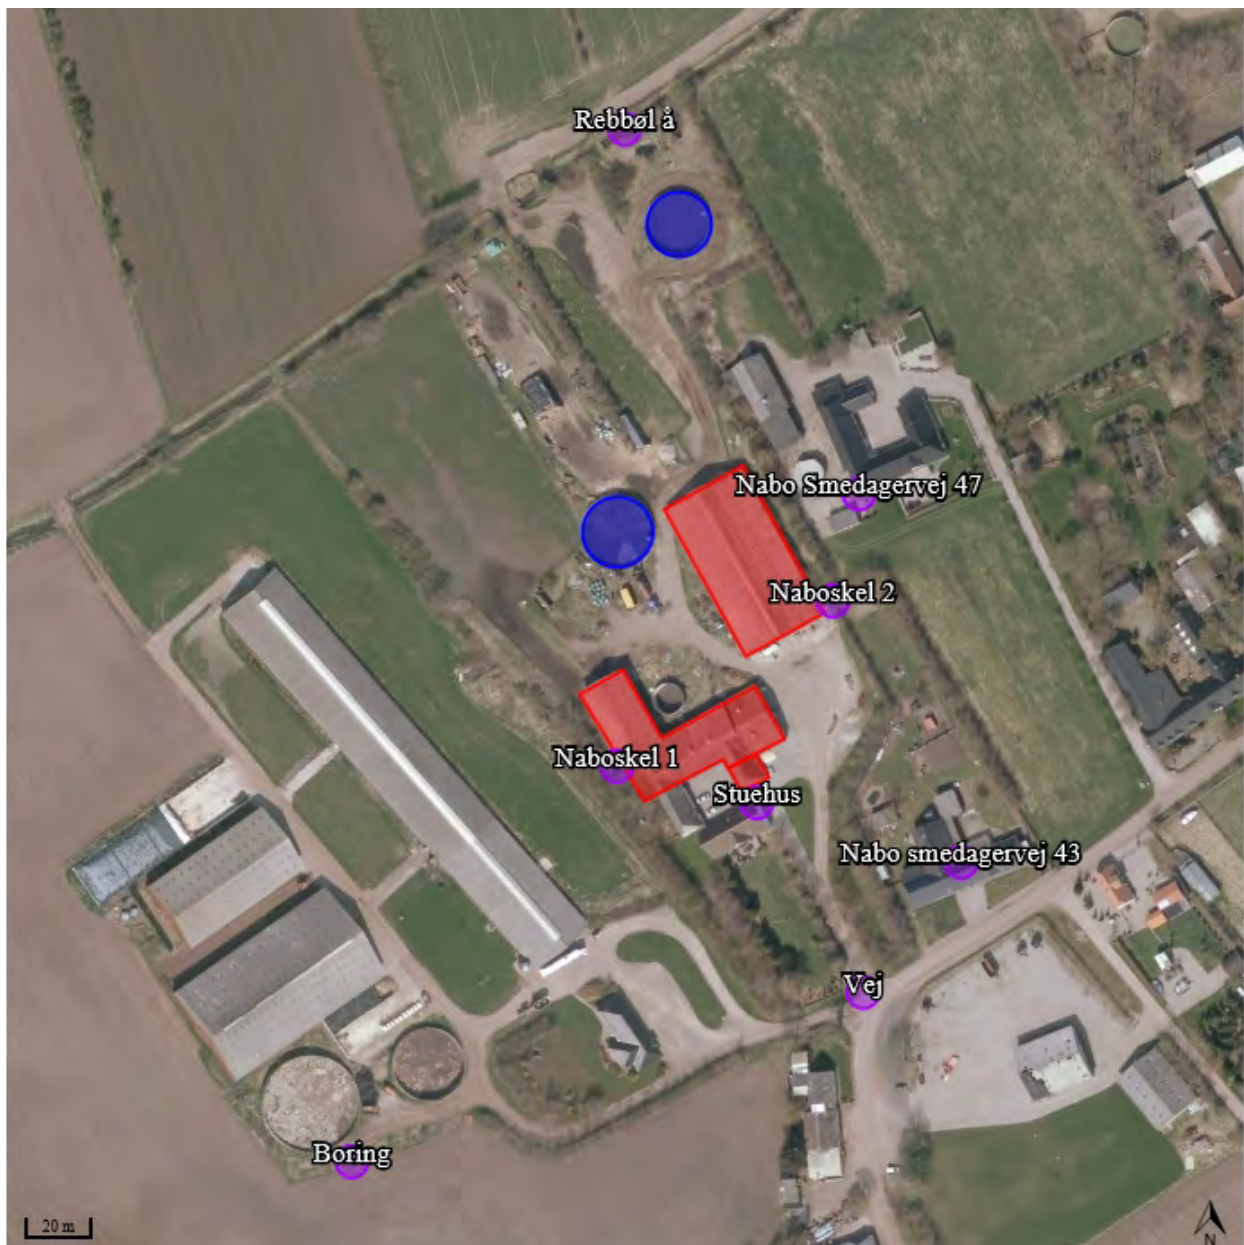 Rebbøl å
Nabo Smedagervej 47
Naboskel 2
Naboskel 1
Stuehus
Nabo smedagervej 43
Vej
Boring
20 m
N